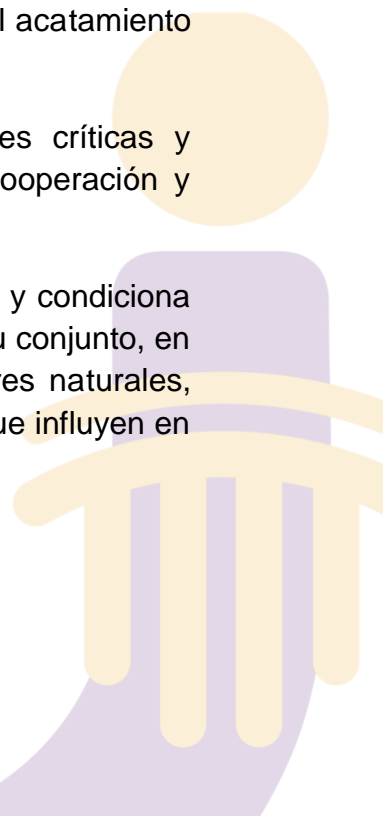 l acatamiento
es críticas y
ooperación y
y condiciona
u conjunto, en
res naturales,
ue influyen en